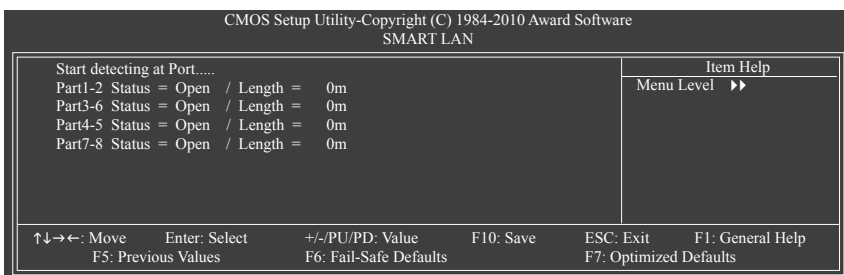 CMOS Setup Utility-Copyright (C) 1984-2010 Award Software
SMART LAN
Start detecting at Port.....
Part1-2 Status = Open / Length = 0m
Part3-6 Status = Open / Length = 0m
Part4-5 Status = Open / Length = 0m
Part7-8 Status = Open / Length = 0m
Item Help
Menu Level ▶▶
↑↓→←: Move Enter: Select +/-/PU/PD: Value F10: Save ESC: Exit F1: General Help
F5: Previous Values F6: Fail-Safe Defaults F7: Optimized Defaults